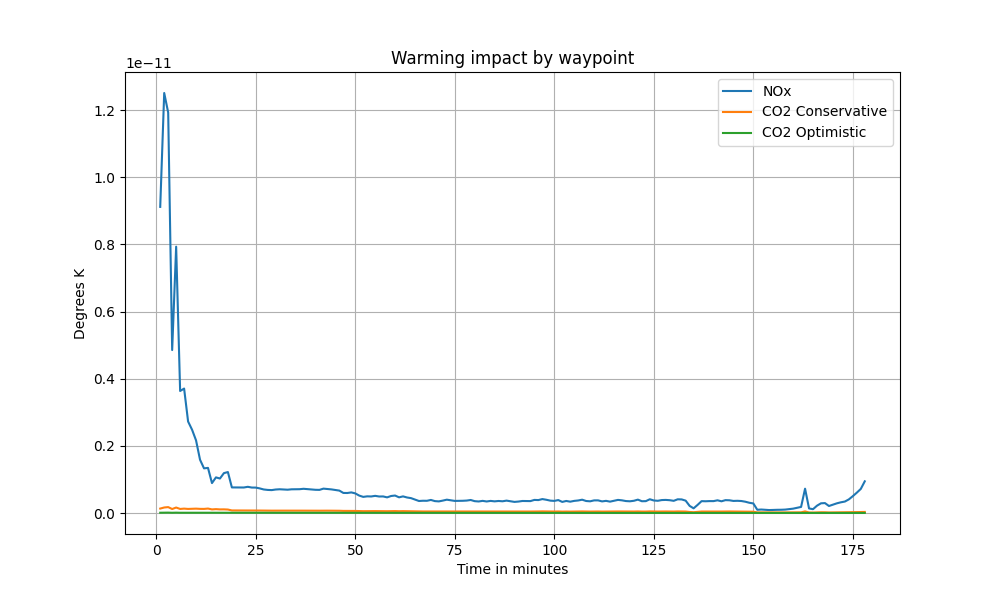 Warming impact by waypoint
1e−11
NOx
CO2 Conservative
CO2 Optimistic
1.2
1.0
0.8
0.6
0.4
0.2
0.0
Degrees K
0 25 50 75 100 125 150 175
Time in minutes